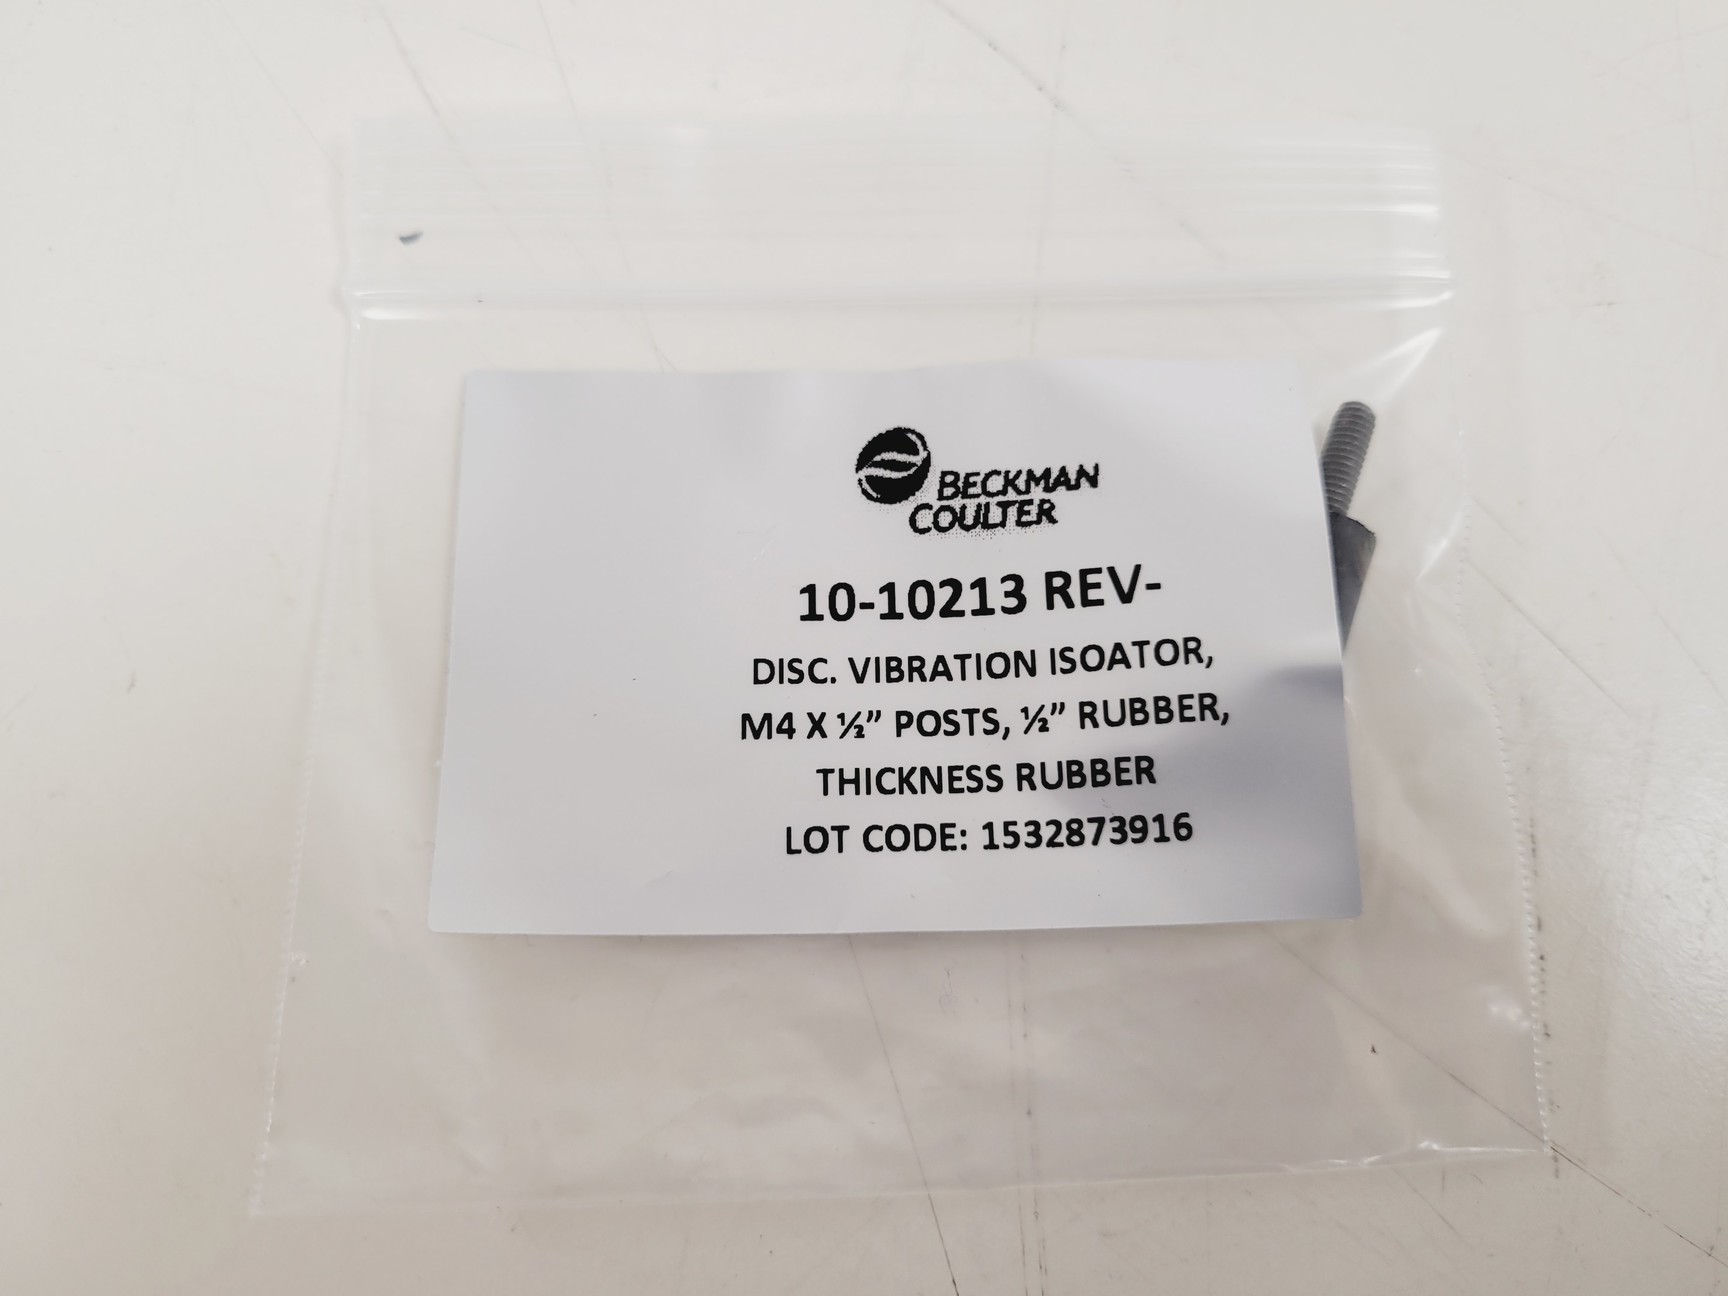 BECKMAN
COULTER
10-10213 REV-
DISC. VIBRATION ISOATOR,
M4 X ½” POSTS, ½” RUBBER,
THICKNESS RUBBER
LOT CODE: 1532873916